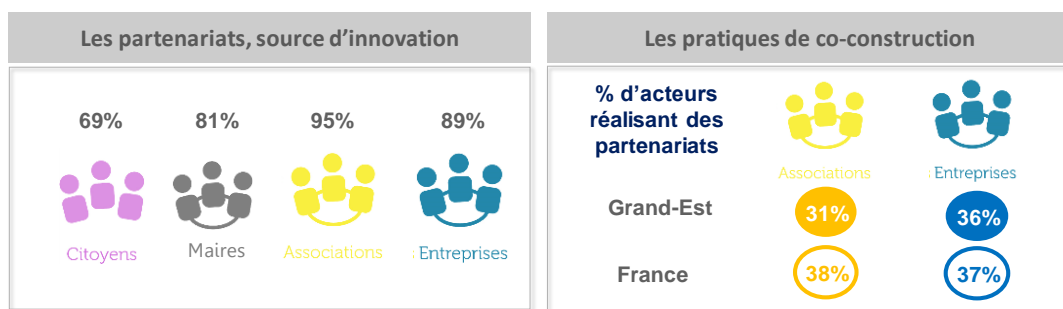 Les partenariats, source d'innovation
69% 81% 95% 89%
Citoyens Maires Associations Entreprises
Les pratiques de co-construction
% d'acteurs
réalisant des
partenariats
Associations Entreprises
Grand-Est 31% 36%
France 38% 37%